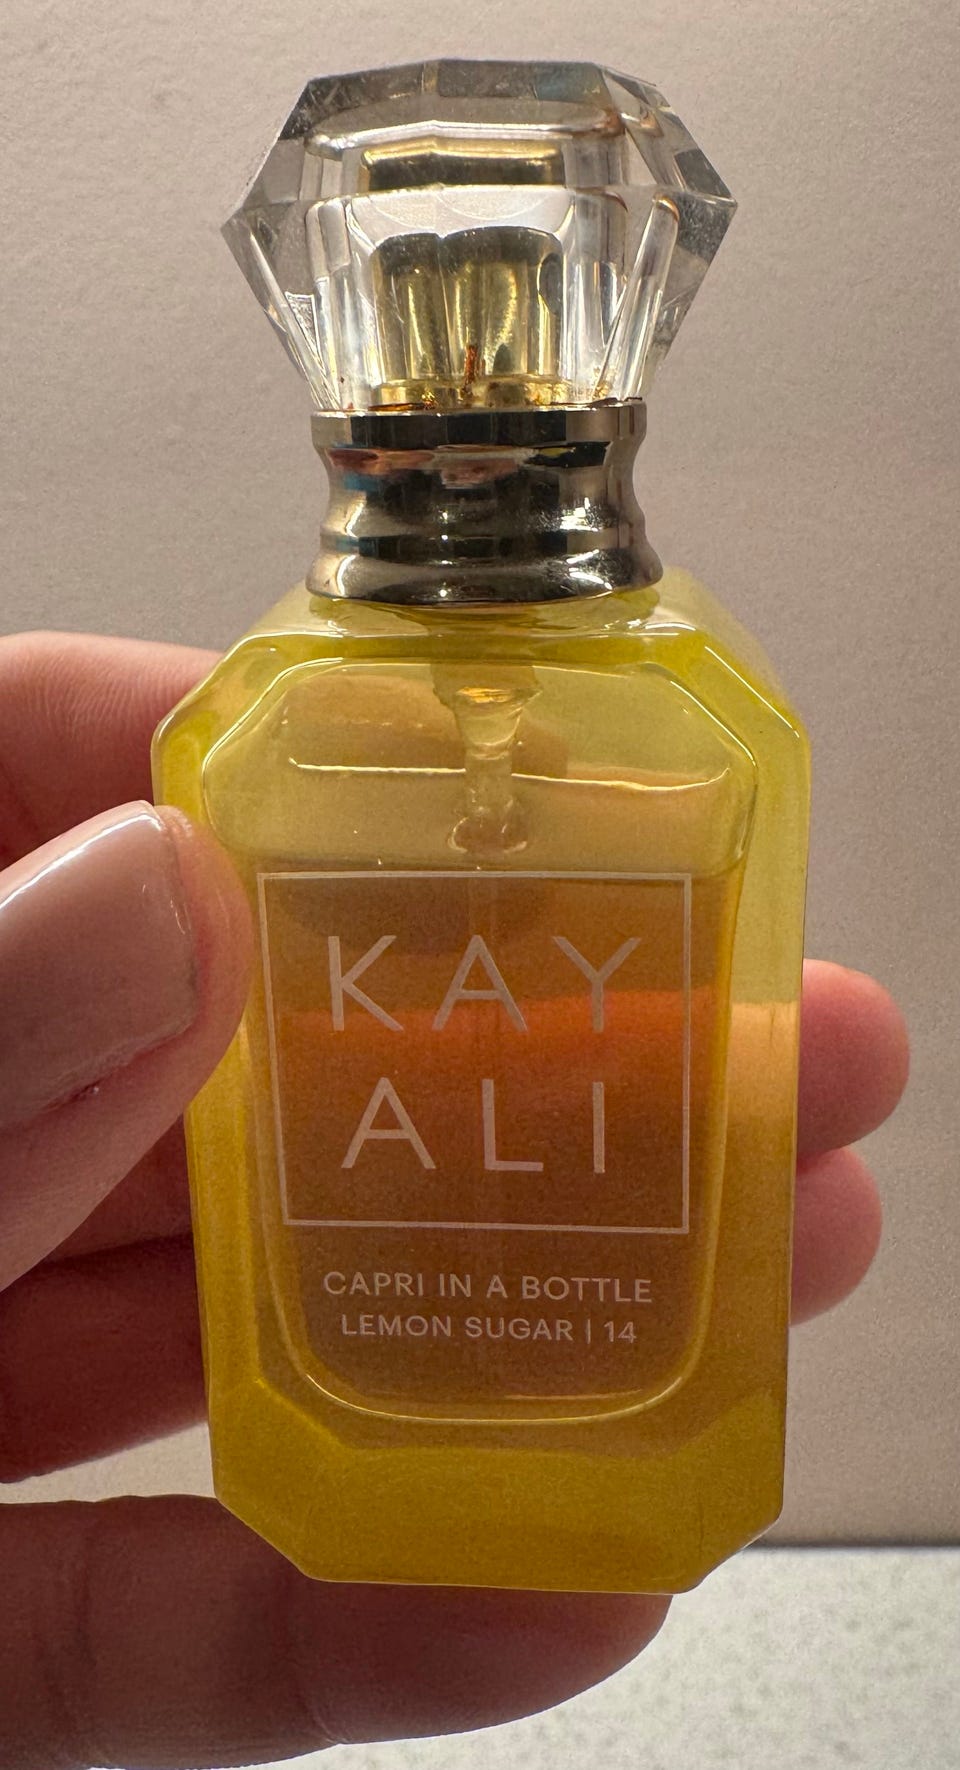 KAY
ALI
CAPRI IN A BOTTLE
LEMON SUGAR | 14